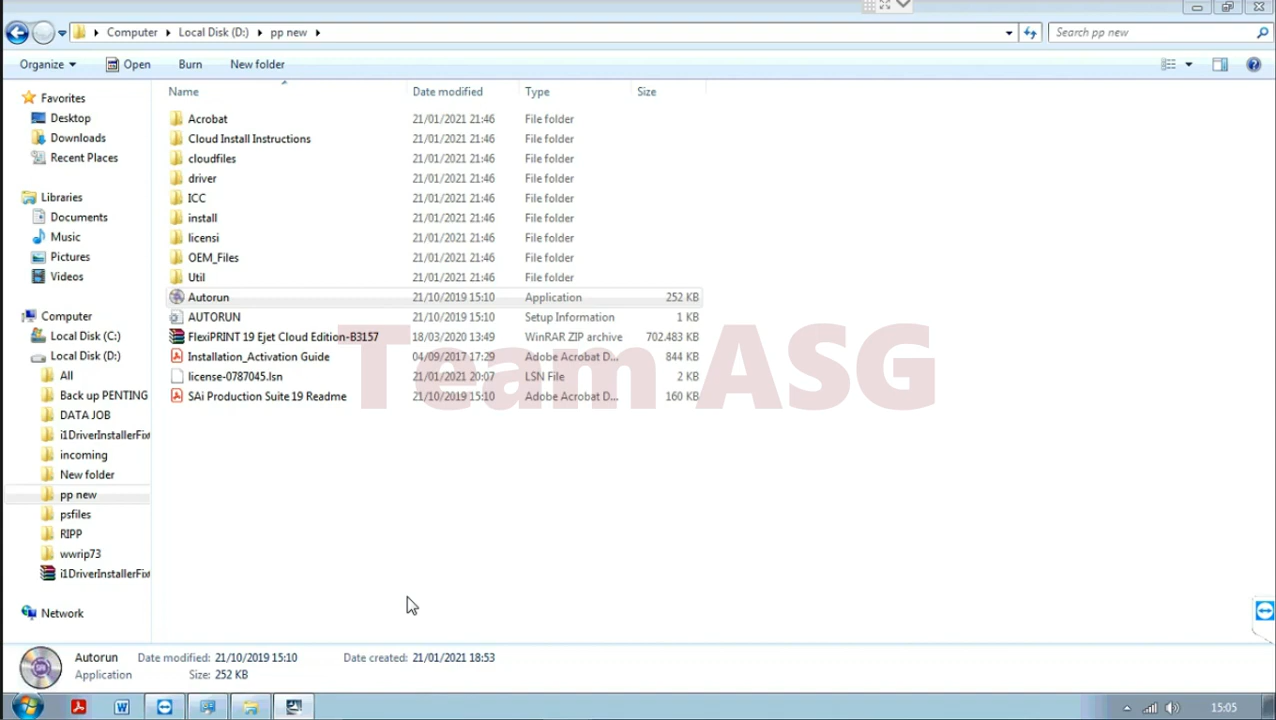 Computer ▸ Local Disk (D:) ▸ pp new ▸
Search pp new
Organize Open Burn New folder
Name Date modified Type Size
Favorites
Desktop
Downloads
Recent Places
Libraries
Documents
Music
Pictures
Videos
Computer
Local Disk (C:)
Local Disk (D:)
All
Back up PENTING
DATA JOB
i1DriverInstallerFix
incoming
New folder
pp new
psfiles
RIPP
wwrip73
i1DriverInstallerFix
Network
Acrobat 21/01/2021 21:46 File folder
Cloud Install Instructions 21/01/2021 21:46 File folder
cloudfiles 21/01/2021 21:46 File folder
driver 21/01/2021 21:46 File folder
ICC 21/01/2021 21:46 File folder
install 21/01/2021 21:46 File folder
licensi 21/01/2021 21:46 File folder
OEM_Files 21/01/2021 21:46 File folder
Util 21/01/2021 21:46 File folder
Autorun 21/10/2019 15:10 Application 252 KB
AUTORUN 21/10/2019 15:10 Setup Information 1 KB
FlexiPRINT 19 Ejet Cloud Edition-B3157 18/03/2020 13:49 WinRAR ZIP archive 702.483 KB
Installation_Activation Guide 04/09/2017 17:29 Adobe Acrobat D... 844 KB
license-0787045.lsn 21/01/2021 20:07 LSN File 2 KB
SAi Production Suite 19 Readme 21/10/2019 15:10 Adobe Acrobat D... 160 KB
Team ASG
Autorun Date modified: 21/10/2019 15:10 Date created: 21/01/2021 18:53
Application Size: 252 KB
15:05